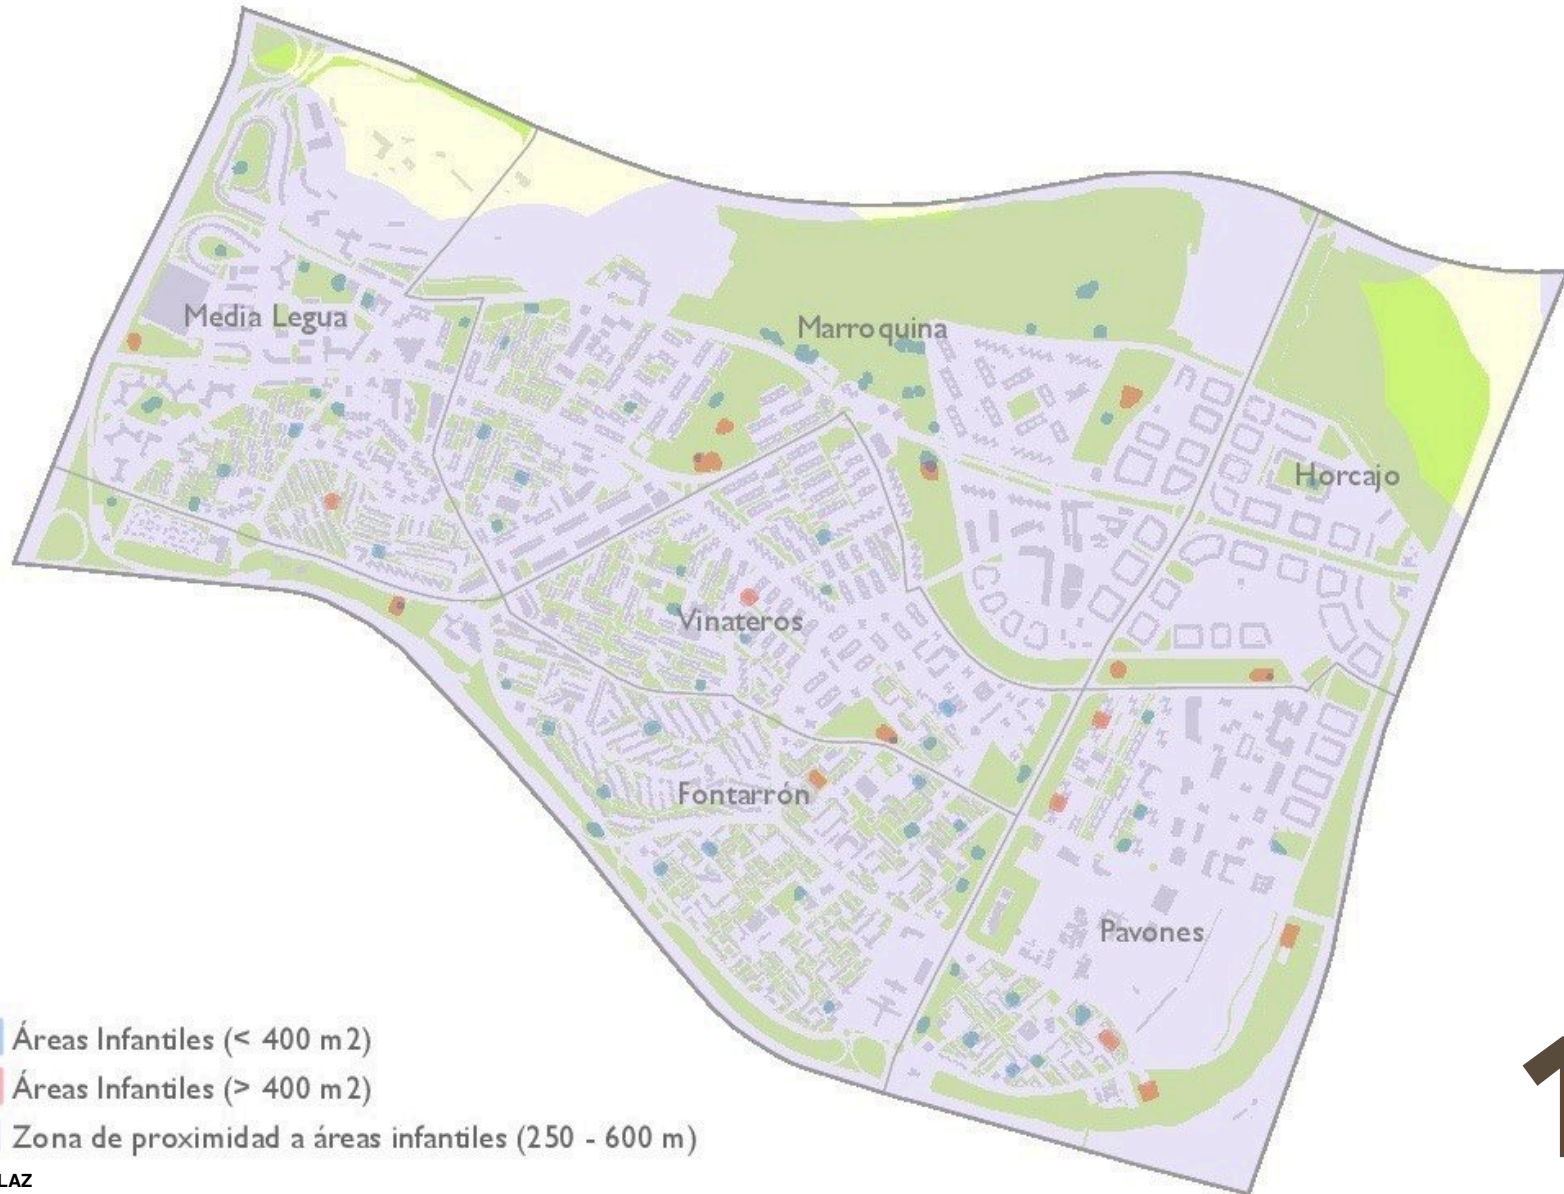 Media Legua
Marroquina
Horcajo
Vinateros
Fontarrón
Pavones
Áreas Infantiles (< 400 m2)
Áreas Infantiles (> 400 m2)
Zona de proximidad a áreas infantiles (250 - 600 m)
LAZ